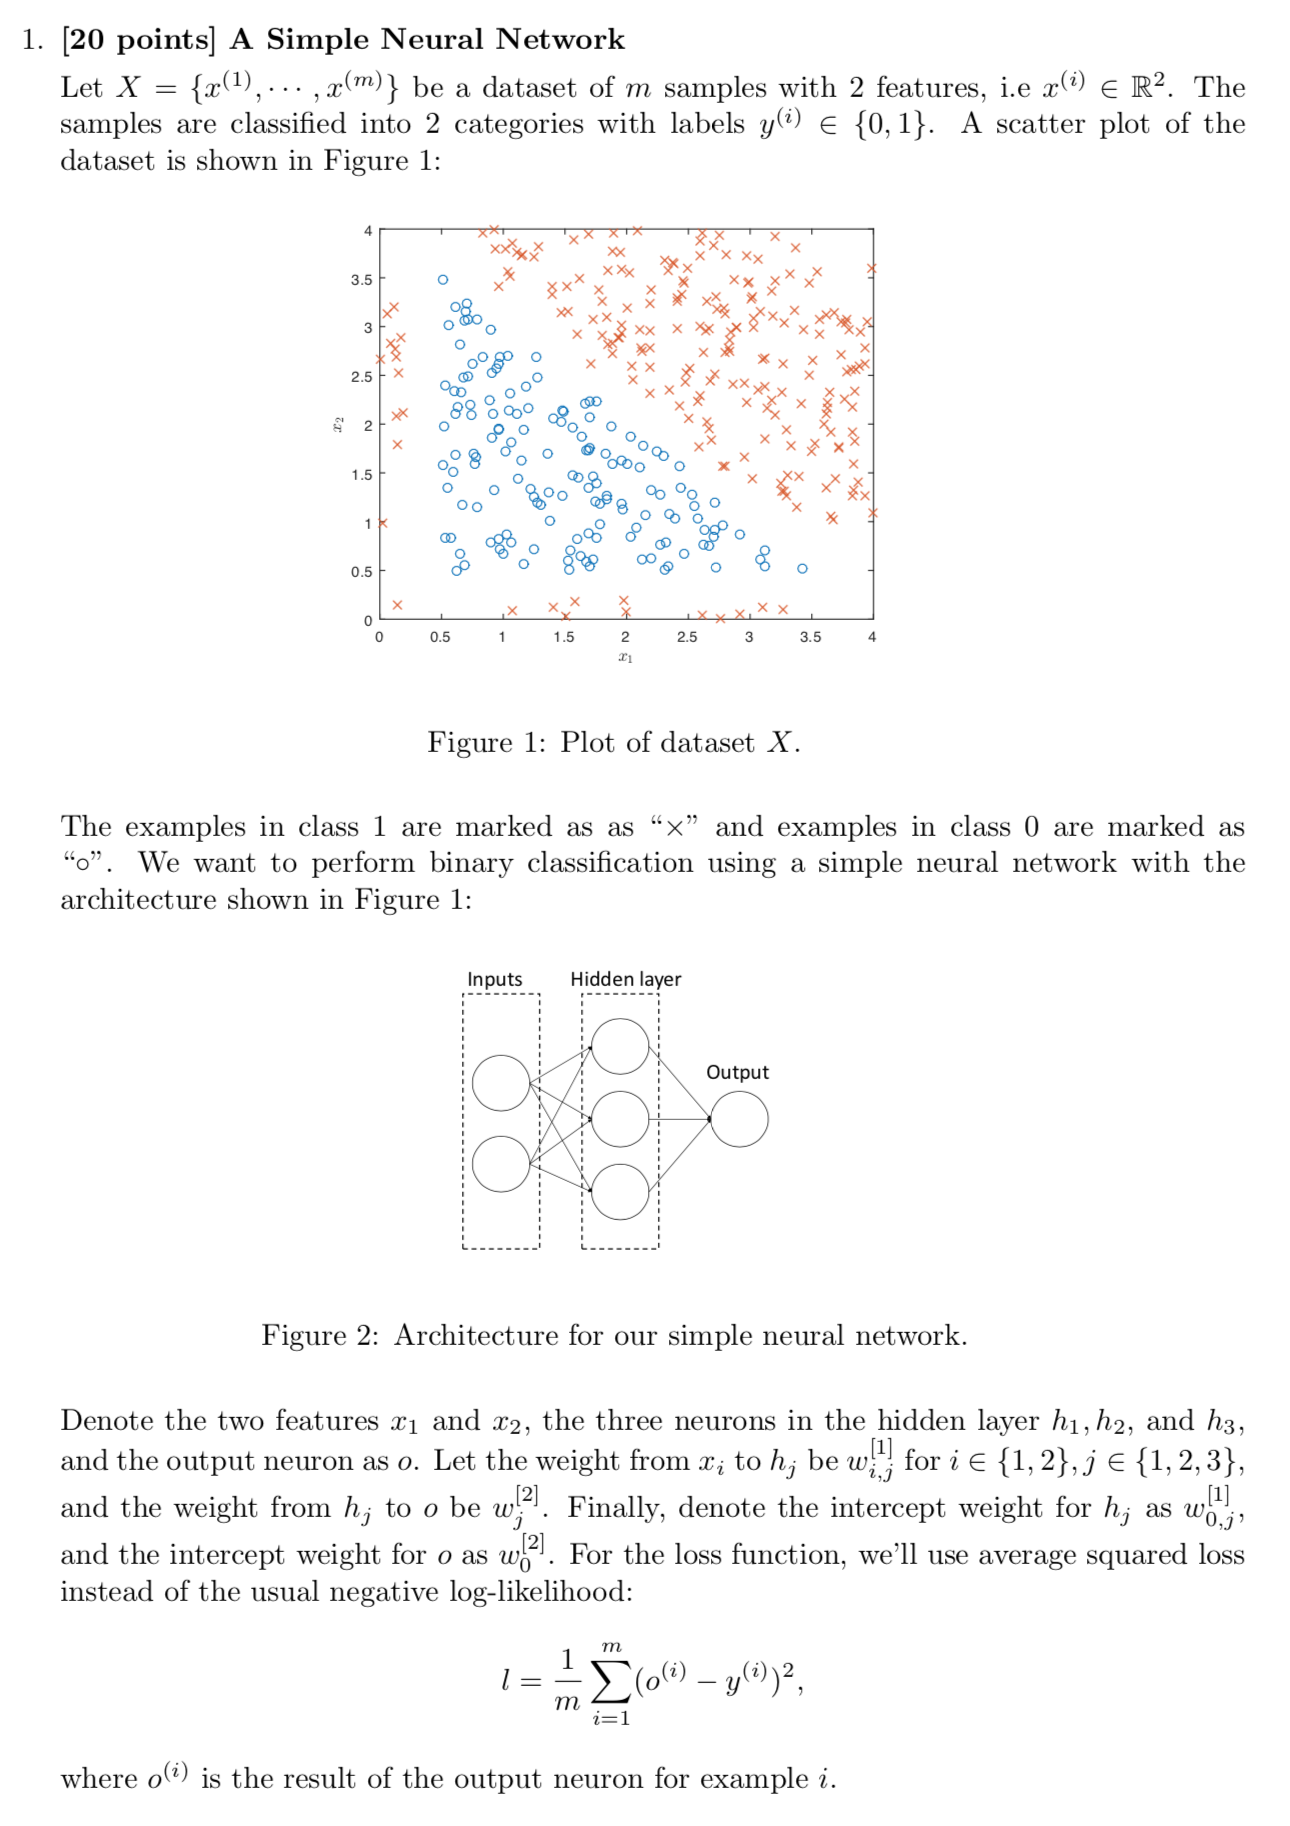 1. [20 points] A Simple Neural Network
Let X = {x^{(1)}, ⋯ , x^{(m)}} be a dataset of m samples with 2 features, i.e x^{(i)} ∈ ℝ^2. The
samples are classified into 2 categories with labels y^{(i)} ∈ {0, 1}. A scatter plot of the
dataset is shown in Figure 1:
4
3.5
3
2.5
2
1.5
1
0.5
0
x_2
0 0.5 1 1.5 2 2.5 3 3.5 4
x_1
Figure 1: Plot of dataset X.
The examples in class 1 are marked as as “×” and examples in class 0 are marked as
“○”. We want to perform binary classification using a simple neural network with the
architecture shown in Figure 1:
Inputs Hidden layer
Output
Figure 2: Architecture for our simple neural network.
Denote the two features x_1 and x_2, the three neurons in the hidden layer h_1, h_2, and h_3,
and the output neuron as o. Let the weight from x_i to h_j be w_{i,j}^{[1]} for i ∈ {1, 2}, j ∈ {1, 2, 3},
and the weight from h_j to o be w_j^{[2]}. Finally, denote the intercept weight for h_j as w_{0,j}^{[1]},
and the intercept weight for o as w_0^{[2]}. For the loss function, we’ll use average squared loss
instead of the usual negative log-likelihood:
l = \frac{1}{m} \sum_{i=1}^{m} (o^{(i)} − y^{(i)})^2,
where o^{(i)} is the result of the output neuron for example i.